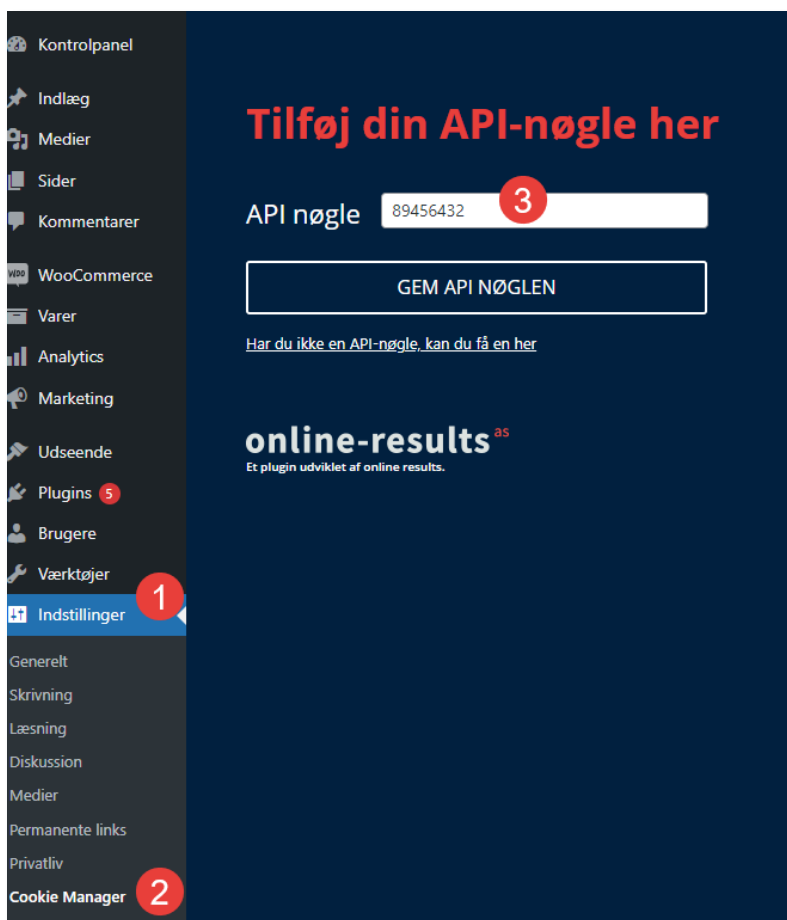 Kontrolpanel
Indlæg
Medier
Sider
Kommentarer
Woo WooCommerce
Varer
Analytics
Marketing
Udseende
Plugins 5
Brugere
Værktøjer
1
Indstillinger
Generelt
Skrivning
Læsning
Diskussion
Medier
Permanente links
Privatliv
Cookie Manager 2
Tilføj din API-nøgle her
API nøgle 89456432 3
GEM API NØGLEN
Har du ikke en API-nøgle, kan du få en her
online-results as
Et plugin udviklet af online results.